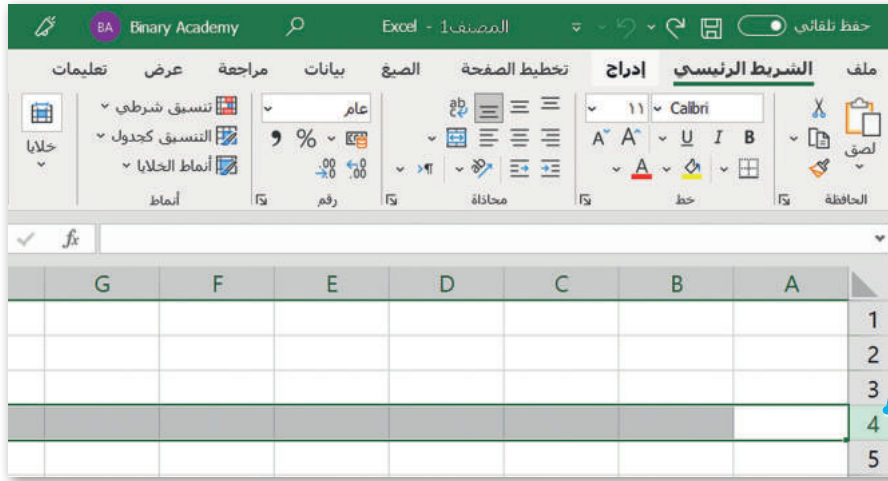 حفظ تلقائي المصنف1 - Excel Binary Academy BA
ملف الشريط الرئيسي إدراج تخطيط الصفحة الصيغ بيانات مراجعة عرض تعليمات
لصق Calibri ١١ عام تنسيق شرطي خلايا
B I U A A % التنسيق كجدول
A أنماط الخلايا
الحافظة خط محاذاة رقم أنماط
fx
A B C D E F G
1
2
3
4
5